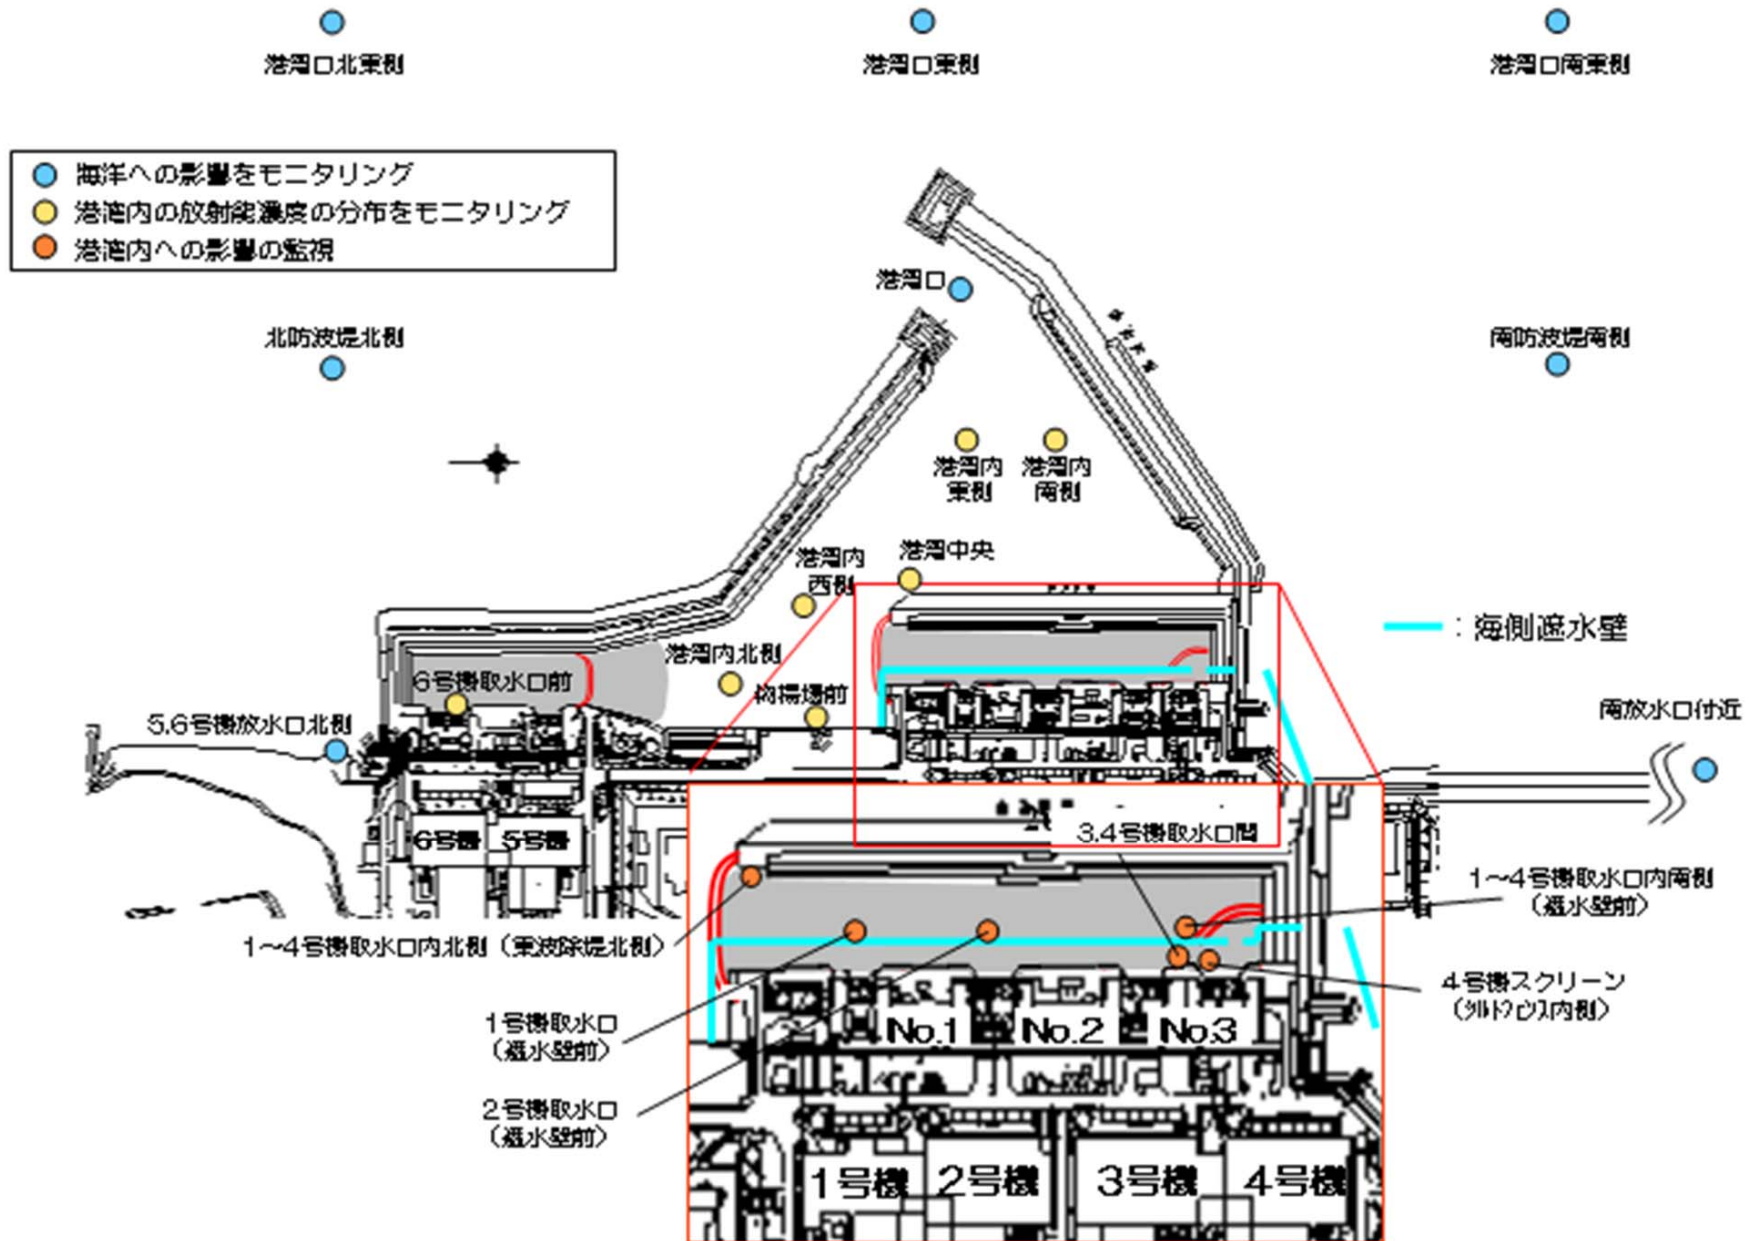 港湾口北東側
港湾口東側
港湾口南東側
海洋への影響をモニタリング
港湾内の放射能濃度の分布をモニタリング
港湾内への影響の監視
港湾口
北防波堤北側
南防波堤南側
港湾内
東側
港湾内
南側
港湾中央
港湾内
西側
:海側遮水壁
港湾内北側
6号機取水口前
物揚場前
南放水口付近
5.6号機放水口北側
6号機
5号機
3.4号機取水口間
1〜4号機取水口内南側
(遮水壁前)
1〜4号機取水口内北側(東波除堤北側)
4号機スクリーン
(シルトフェンス内側)
1号機取水口
(遮水壁前)
No.1
No.2
No.3
2号機取水口
(遮水壁前)
1号機
2号機
3号機
4号機